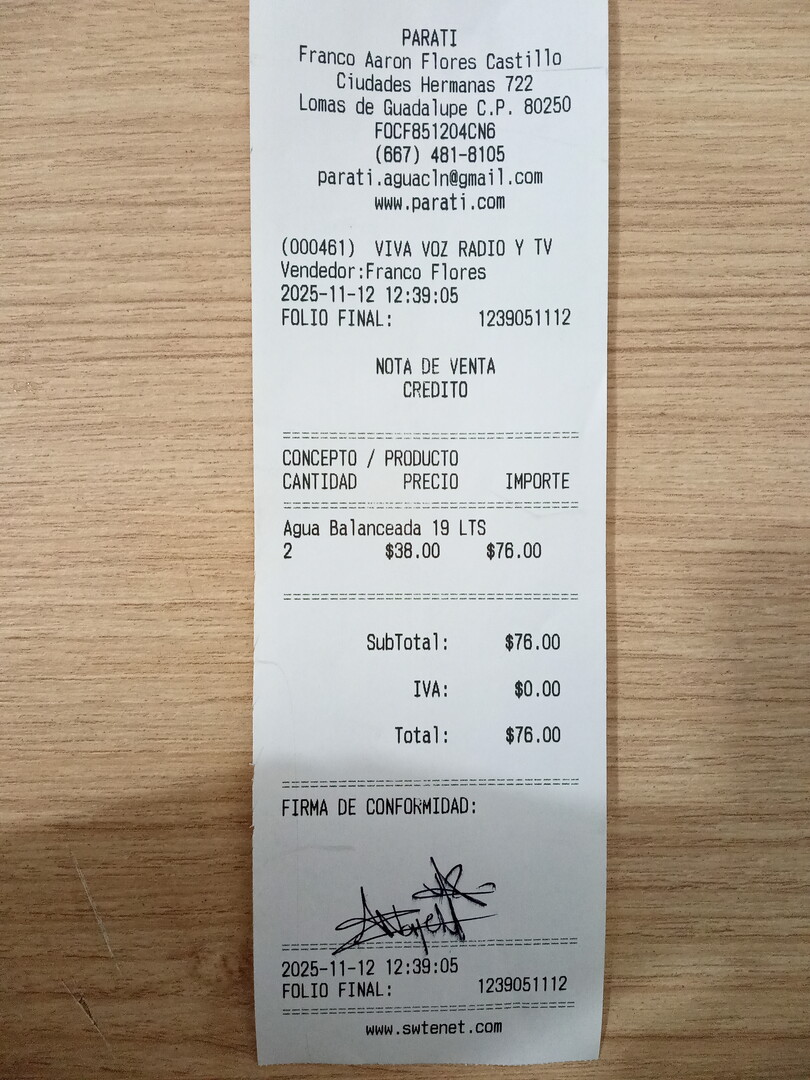 PARATI
Franco Aaron Flores Castillo
Ciudades Hermanas 722
Lomas de Guadalupe C.P. 80250
FOCF851204CN6
(667) 481-8105
parati.aguacln@gmail.com
www.parati.com
(000461) VIVA VOZ RADIO Y TV
Vendedor:Franco Flores
2025-11-12 12:39:05
FOLIO FINAL: 1239051112
NOTA DE VENTA
CREDITO
CONCEPTO / PRODUCTO
CANTIDAD PRECIO IMPORTE
Agua Balanceada 19 LTS
2 $38.00 $76.00
SubTotal: $76.00
IVA: $0.00
Total: $76.00
FIRMA DE CONFORMIDAD:
2025-11-12 12:39:05
FOLIO FINAL: 1239051112
www.swtenet.com